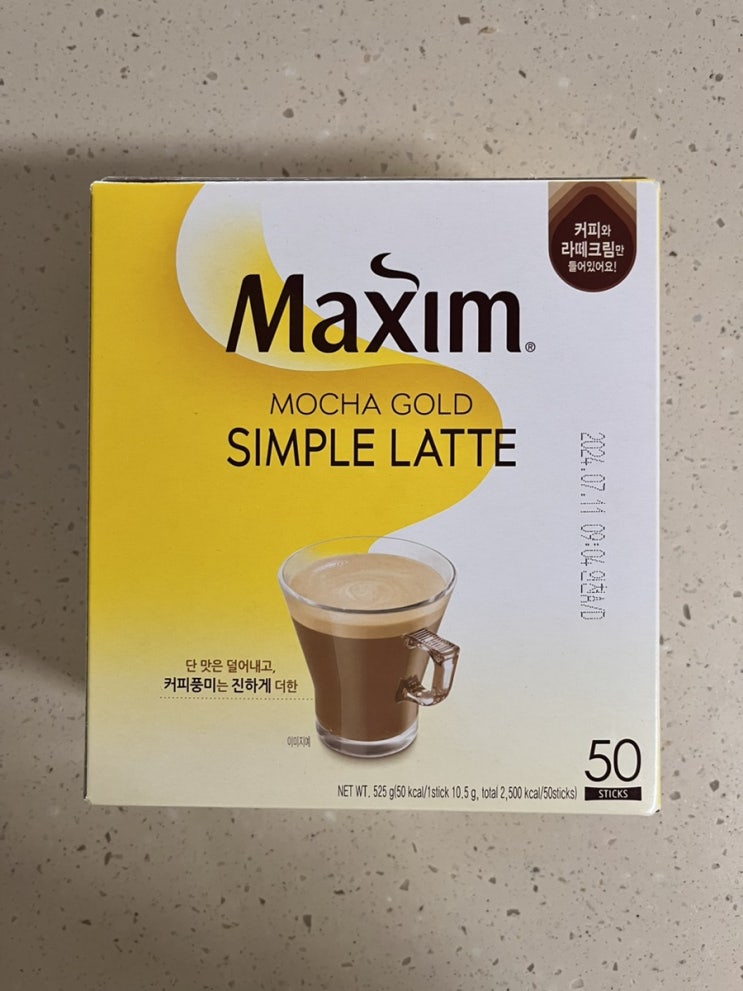 커피와
라떼크림만
들어있어요!
Maxim®
MOCHA GOLD
SIMPLE LATTE
2024.07.11 09:04
단 맛은 덜어내고,
커피풍미는 진하게 더한
이미지예
50
STICKS
NET WT. 525 g(50 kcal/1stick 10.5 g, total 2,500 kcal/50sticks)